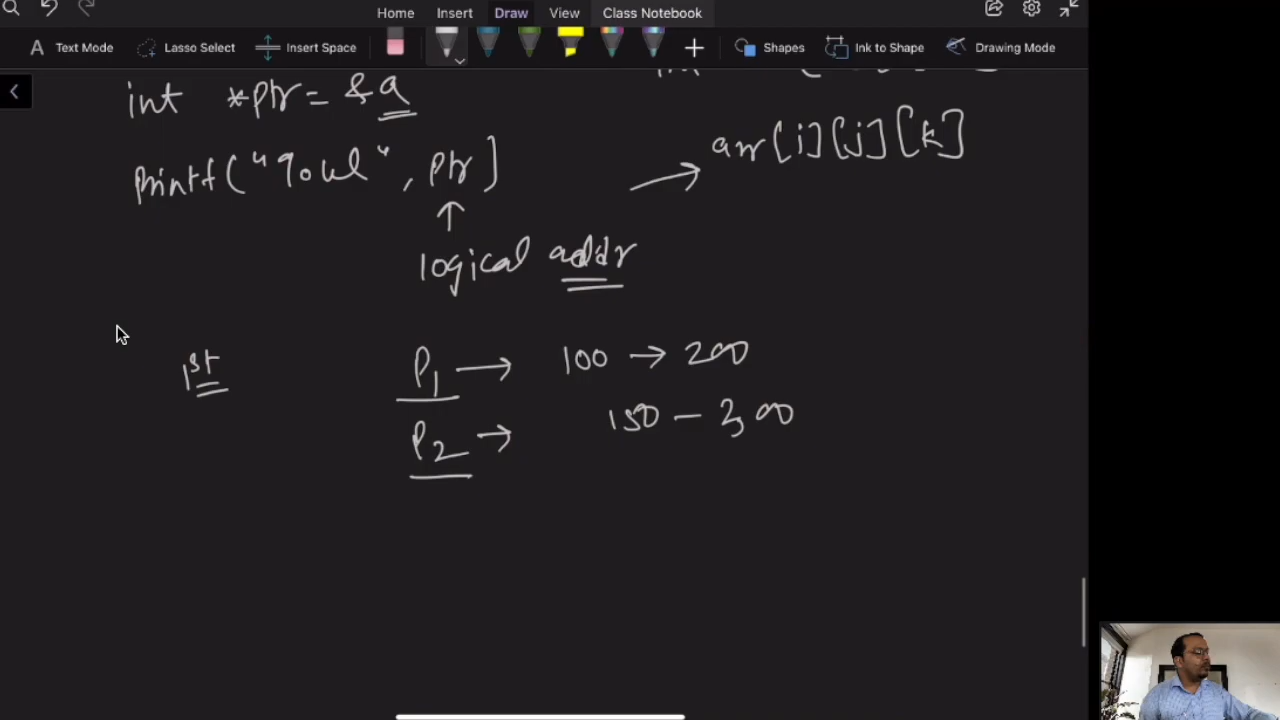 Home Insert Draw View Class Notebook
A Text Mode Lasso Select Insert Space Shapes Ink to Shape Drawing Mode
int *ptr = &a
printf("%lu", ptr)
arr[i][j][k]
logical addr
1st
P1 → 100 → 200
P2 → 150 - 300